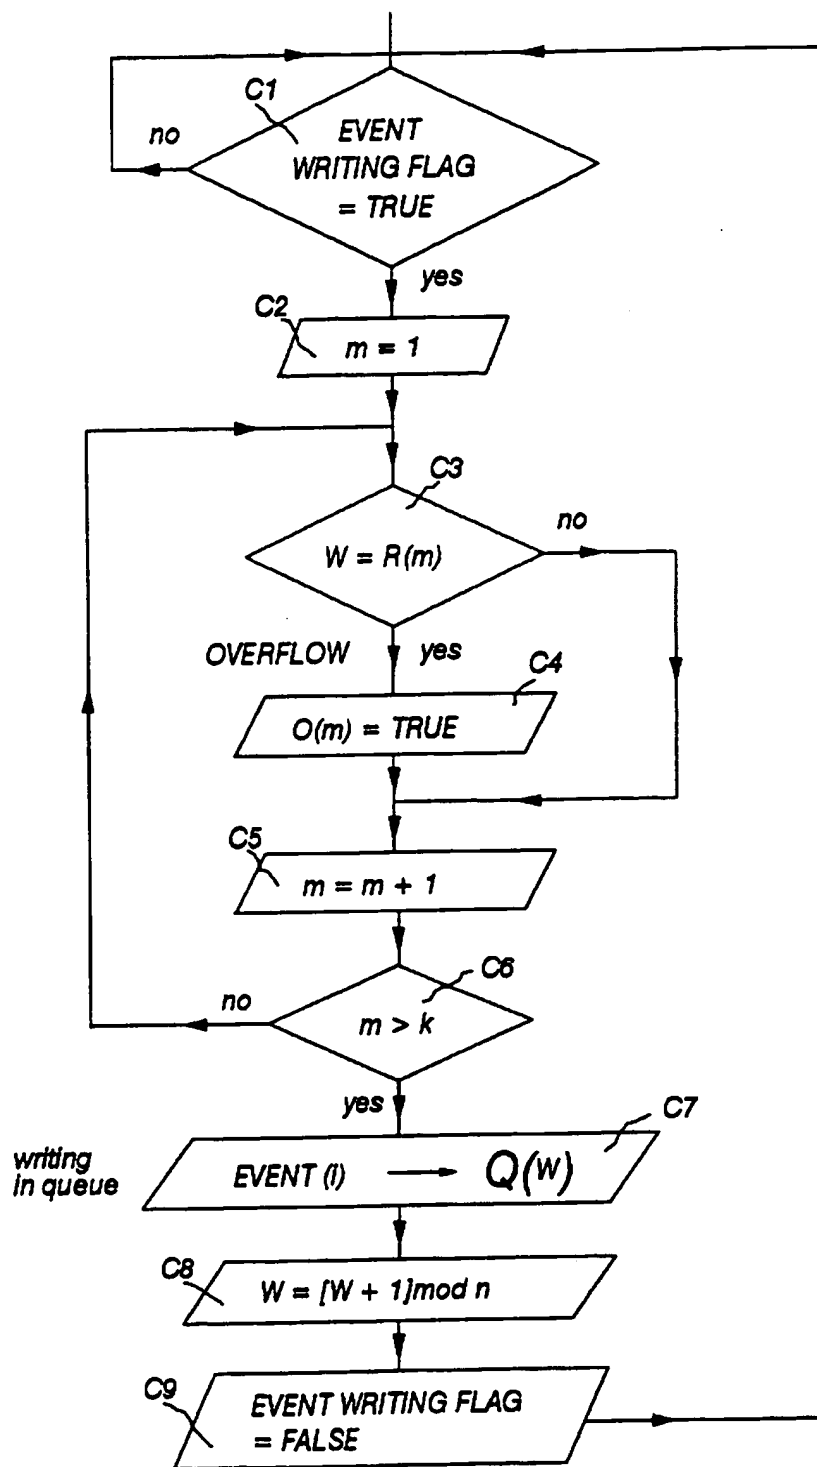 C1
EVENT
WRITING FLAG
= TRUE
no
yes
C2
m = 1
C3
W = R(m)
no
OVERFLOW yes
C4
O(m) = TRUE
C5
m = m + 1
C6
m > k
no
yes
C7
writing
in queue
EVENT (i) → Q(W)
C8
W = [W + 1]mod n
C9
EVENT WRITING FLAG
= FALSE